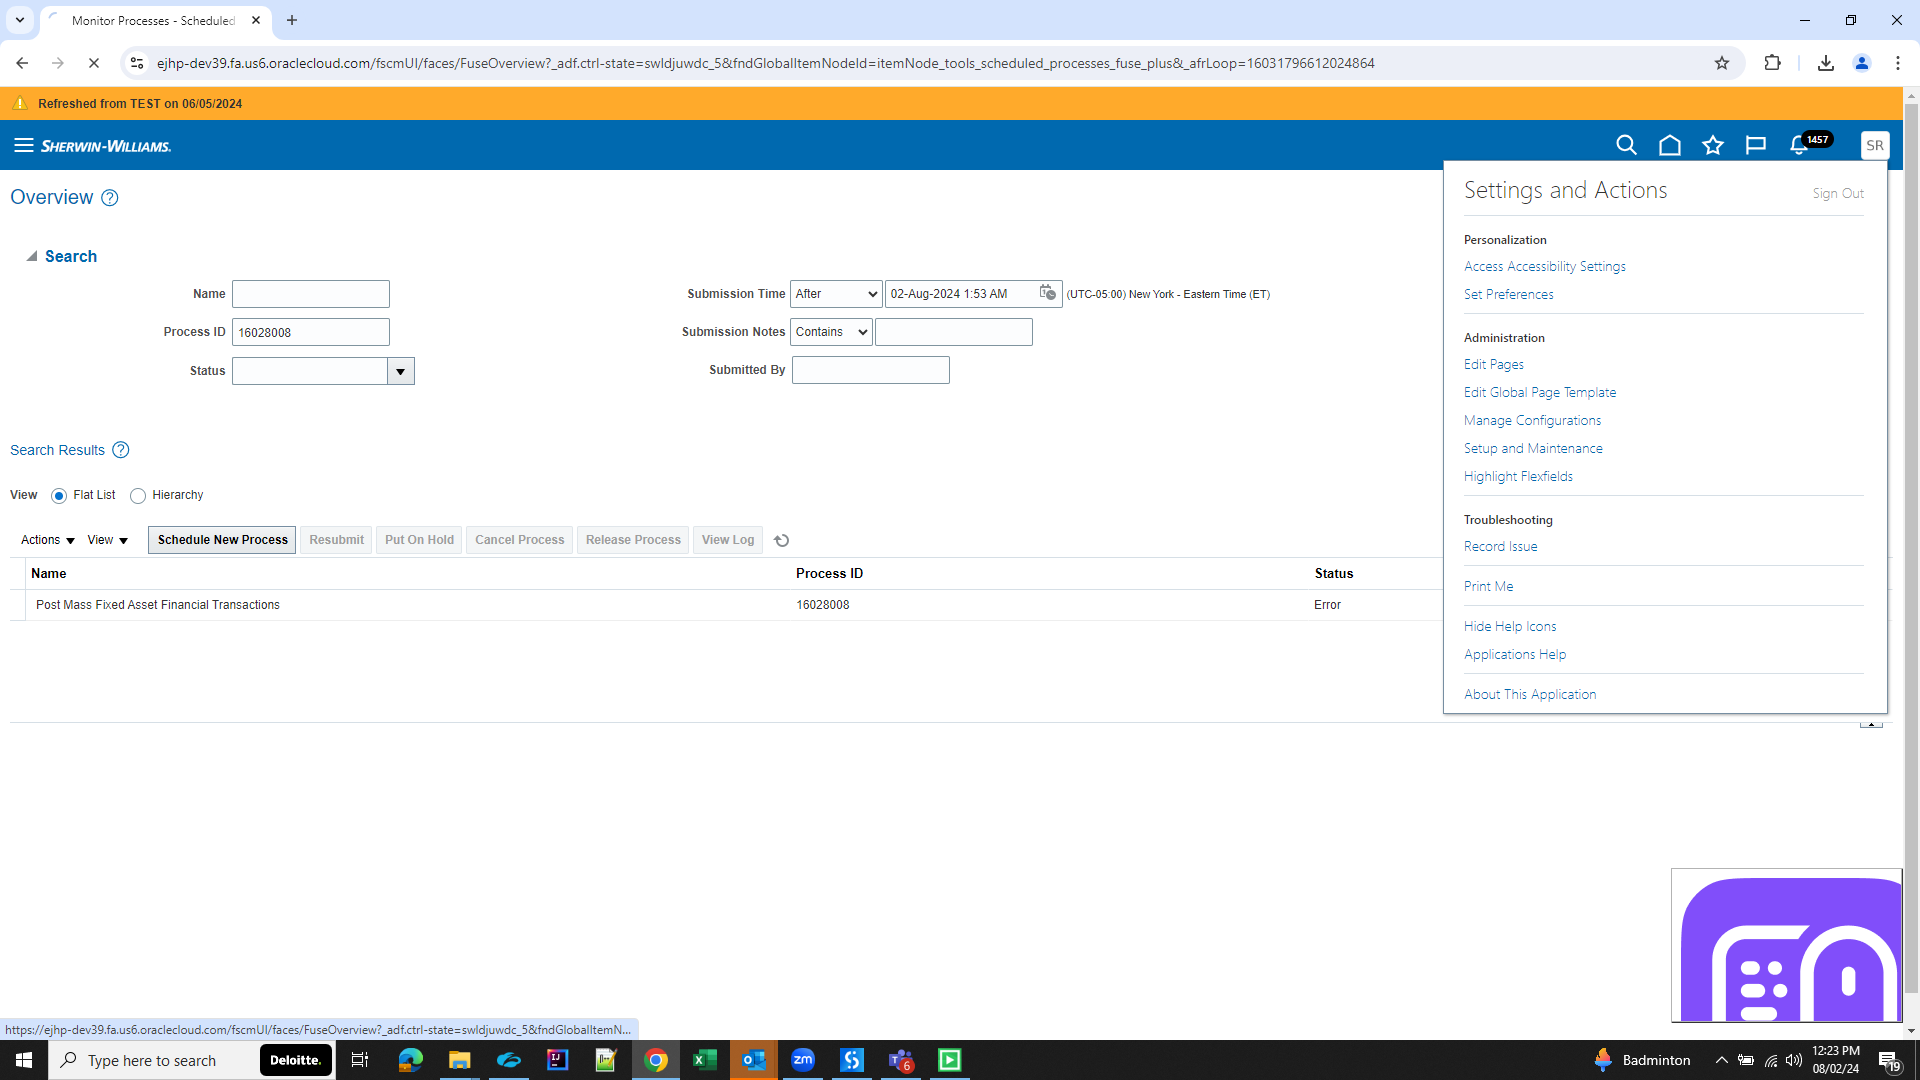 Monitor Processes - Scheduled
ejhp-dev39.fa.us6.oraclecloud.com/fscmUI/faces/FuseOverview?_adf.ctrl-state=swldjuwdc_5&fndGlobalItemNodeId=itemNode_tools_scheduled_processes_fuse_plus&_afrLoop=16031796612024864
Refreshed from TEST on 06/05/2024
SHERWIN-WILLIAMS.
1457
SR
Overview
Search
Name
Process ID 16028008
Status
Submission Time After 02-Aug-2024 1:53 AM (UTC-05:00) New York - Eastern Time (ET)
Submission Notes Contains
Submitted By
Search Results
View Flat List Hierarchy
Actions View Schedule New Process Resubmit Put On Hold Cancel Process Release Process View Log
Name Process ID Status
Post Mass Fixed Asset Financial Transactions 16028008 Error
Settings and Actions Sign Out
Personalization
Access Accessibility Settings
Set Preferences
Administration
Edit Pages
Edit Global Page Template
Manage Configurations
Setup and Maintenance
Highlight Flexfields
Troubleshooting
Record Issue
Print Me
Hide Help Icons
Applications Help
About This Application
https://ejhp-dev39.fa.us6.oraclecloud.com/fscmUI/faces/FuseOverview?_adf.ctrl-state=swldjuwdc_5&fndGlobalItemN...
Type here to search
Deloitte.
zm
6
Badminton
12:23 PM
08/02/24
19